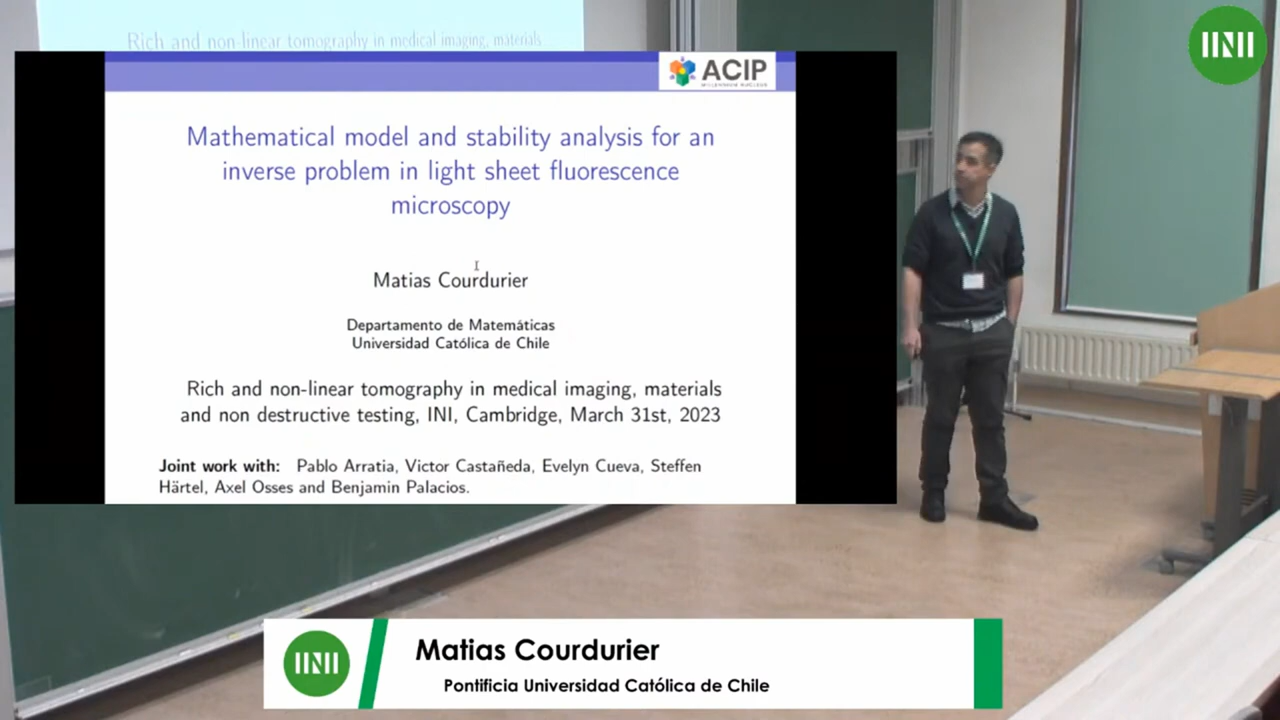 Rich and non-linear tomography in medical imaging, materials
ACIP
Mathematical model and stability analysis for an
inverse problem in light sheet fluorescence
microscopy
Matias Courdurier
Departamento de Matemáticas
Universidad Católica de Chile
Rich and non-linear tomography in medical imaging, materials
and non destructive testing, INI, Cambridge, March 31st, 2023
Joint work with: Pablo Arratia, Victor Castañeda, Evelyn Cueva, Steffen
Härtel, Axel Osses and Benjamin Palacios.
Matias Courdurier
Pontificia Universidad Católica de Chile